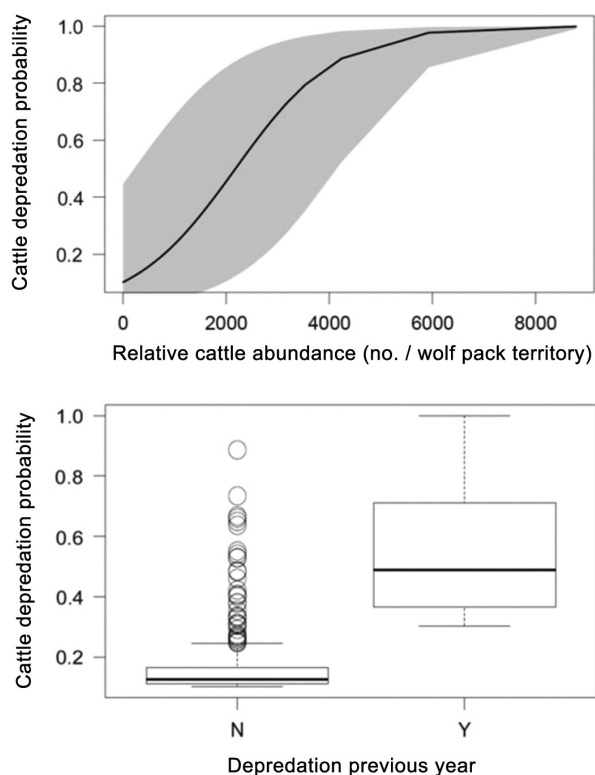 Cattle depredation probability
1.0
0.8
0.6
0.4
0.2
0 2000 4000 6000 8000
Relative cattle abundance (no. / wolf pack territory)
Cattle depredation probability
1.0
0.8
0.6
0.4
0.2
N Y
Depredation previous year